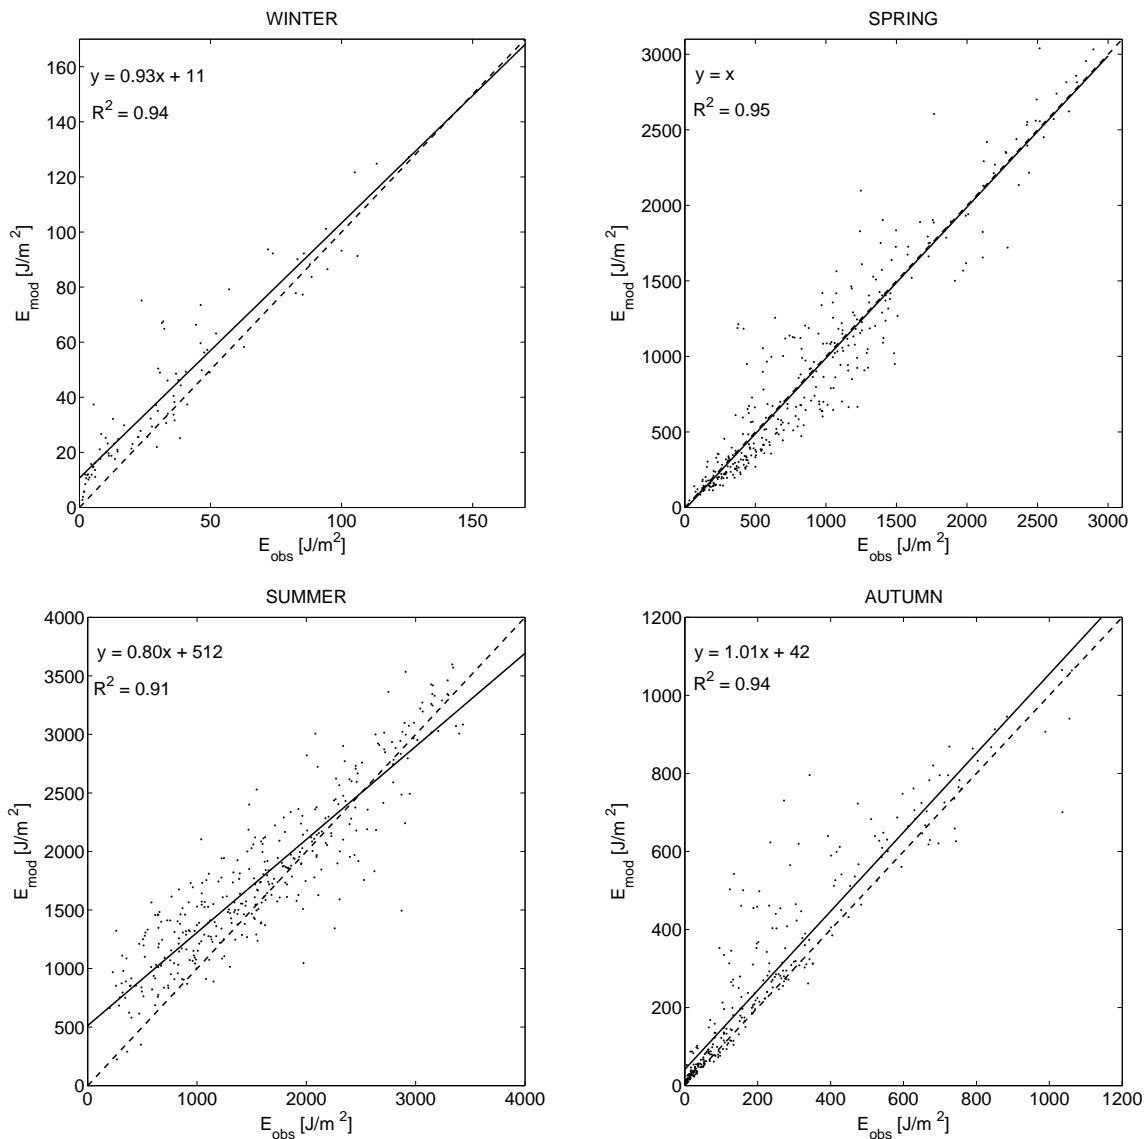 WINTER
y = 0.93x + 11
R² = 0.94
160
140
120
100
80
60
40
20
0
0 50 100 150
E_mod [J/m²]
E_obs [J/m²]
SPRING
y = x
R² = 0.95
3000
2500
2000
1500
1000
500
0
0 500 1000 1500 2000 2500 3000
E_mod [J/m²]
E_obs [J/m²]
SUMMER
y = 0.80x + 512
R² = 0.91
4000
3500
3000
2500
2000
1500
1000
500
0
0 1000 2000 3000 4000
E_mod [J/m²]
E_obs [J/m²]
AUTUMN
y = 1.01x + 42
R² = 0.94
1200
1000
800
600
400
200
0
0 200 400 600 800 1000 1200
E_mod [J/m²]
E_obs [J/m²]